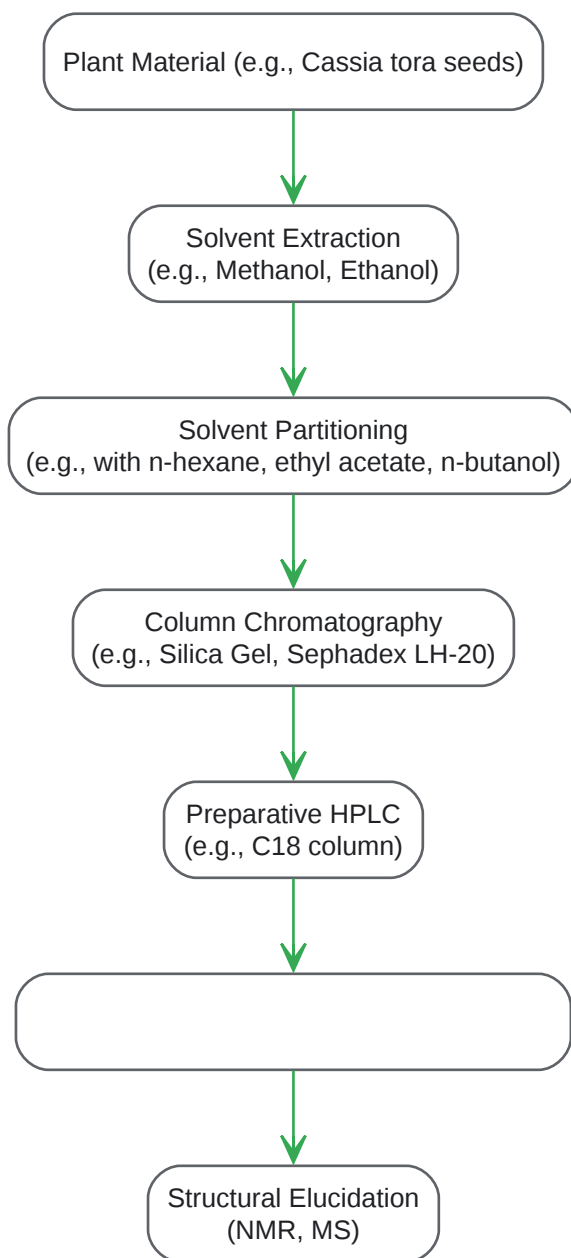 Plant Material (e.g., Cassia tora seeds)
Solvent Extraction
(e.g., Methanol, Ethanol)
Solvent Partitioning
(e.g., with n-hexane, ethyl acetate, n-butanol)
Column Chromatography
(e.g., Silica Gel, Sephadex LH-20)
Preparative HPLC
(e.g., C18 column)
Structural Elucidation
(NMR, MS)